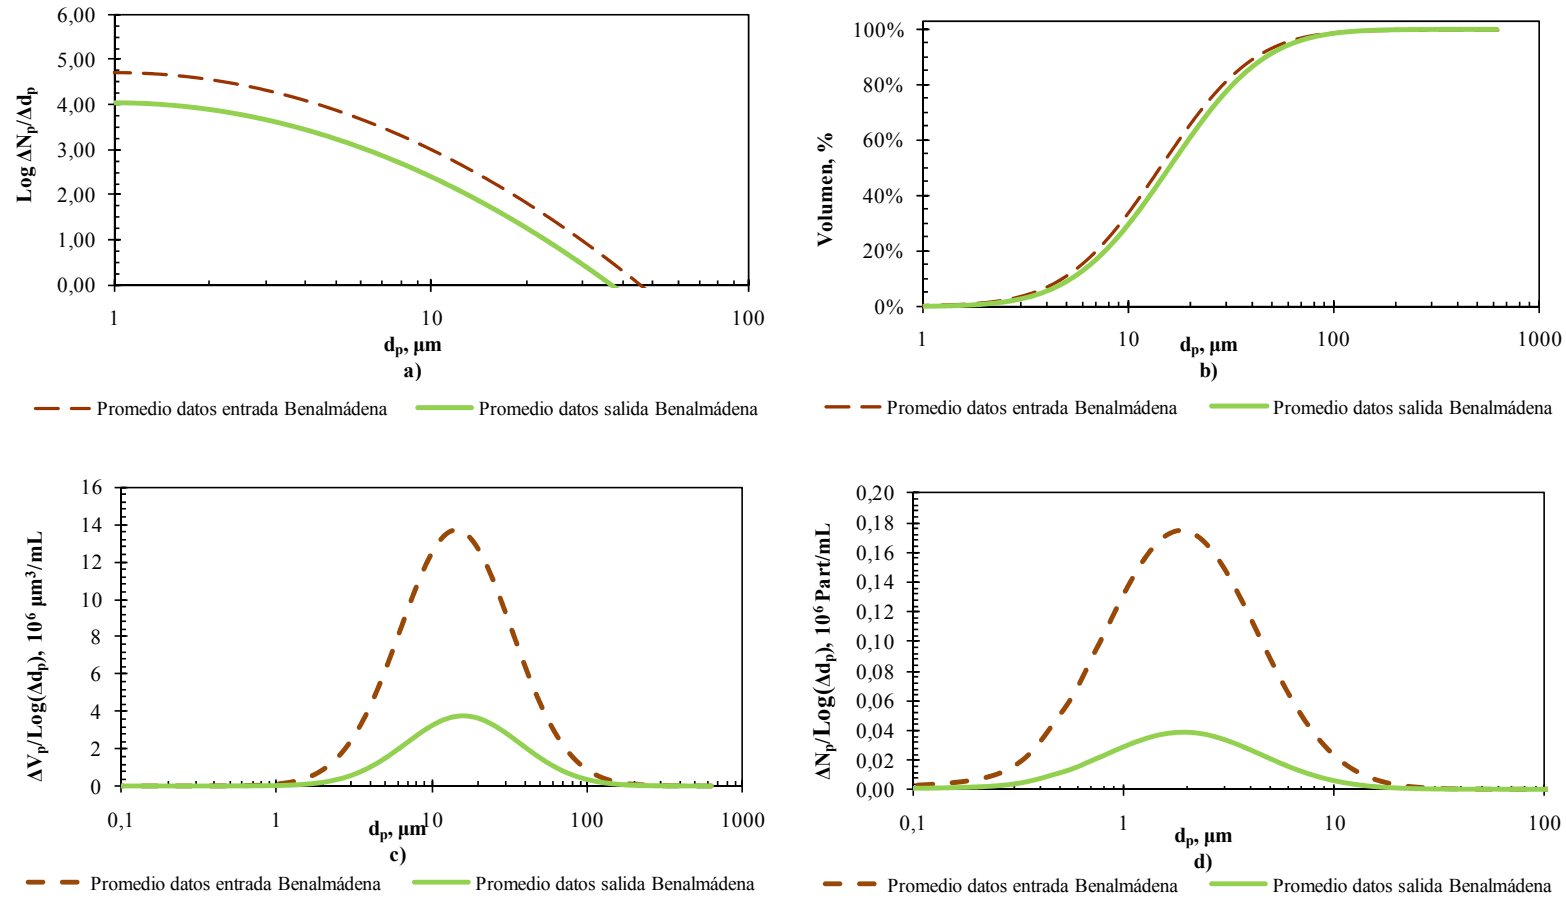 6,00
5,00
4,00
3,00
2,00
1,00
0,00
Log ΔNp/Δdp
1 10 100
dp, μm
a)
Promedio datos entrada Benalmádena Promedio datos salida Benalmádena
100%
80%
60%
40%
20%
0%
Volumen, %
1 10 100 1000
dp, μm
b)
Promedio datos entrada Benalmádena Promedio datos salida Benalmádena
16
14
12
10
8
6
4
2
0
ΔVp/Log(Δdp), 10⁶ μm³/mL
0,1 1 10 100 1000
dp, μm
c)
Promedio datos entrada Benalmádena Promedio datos salida Benalmádena
0,20
0,18
0,16
0,14
0,12
0,10
0,08
0,06
0,04
0,02
0,00
ΔNp/Log(Δdp), 10⁶ Part/mL
0,1 1 10 100
dp, μm
d)
Promedio datos entrada Benalmádena Promedio datos salida Benalmádena